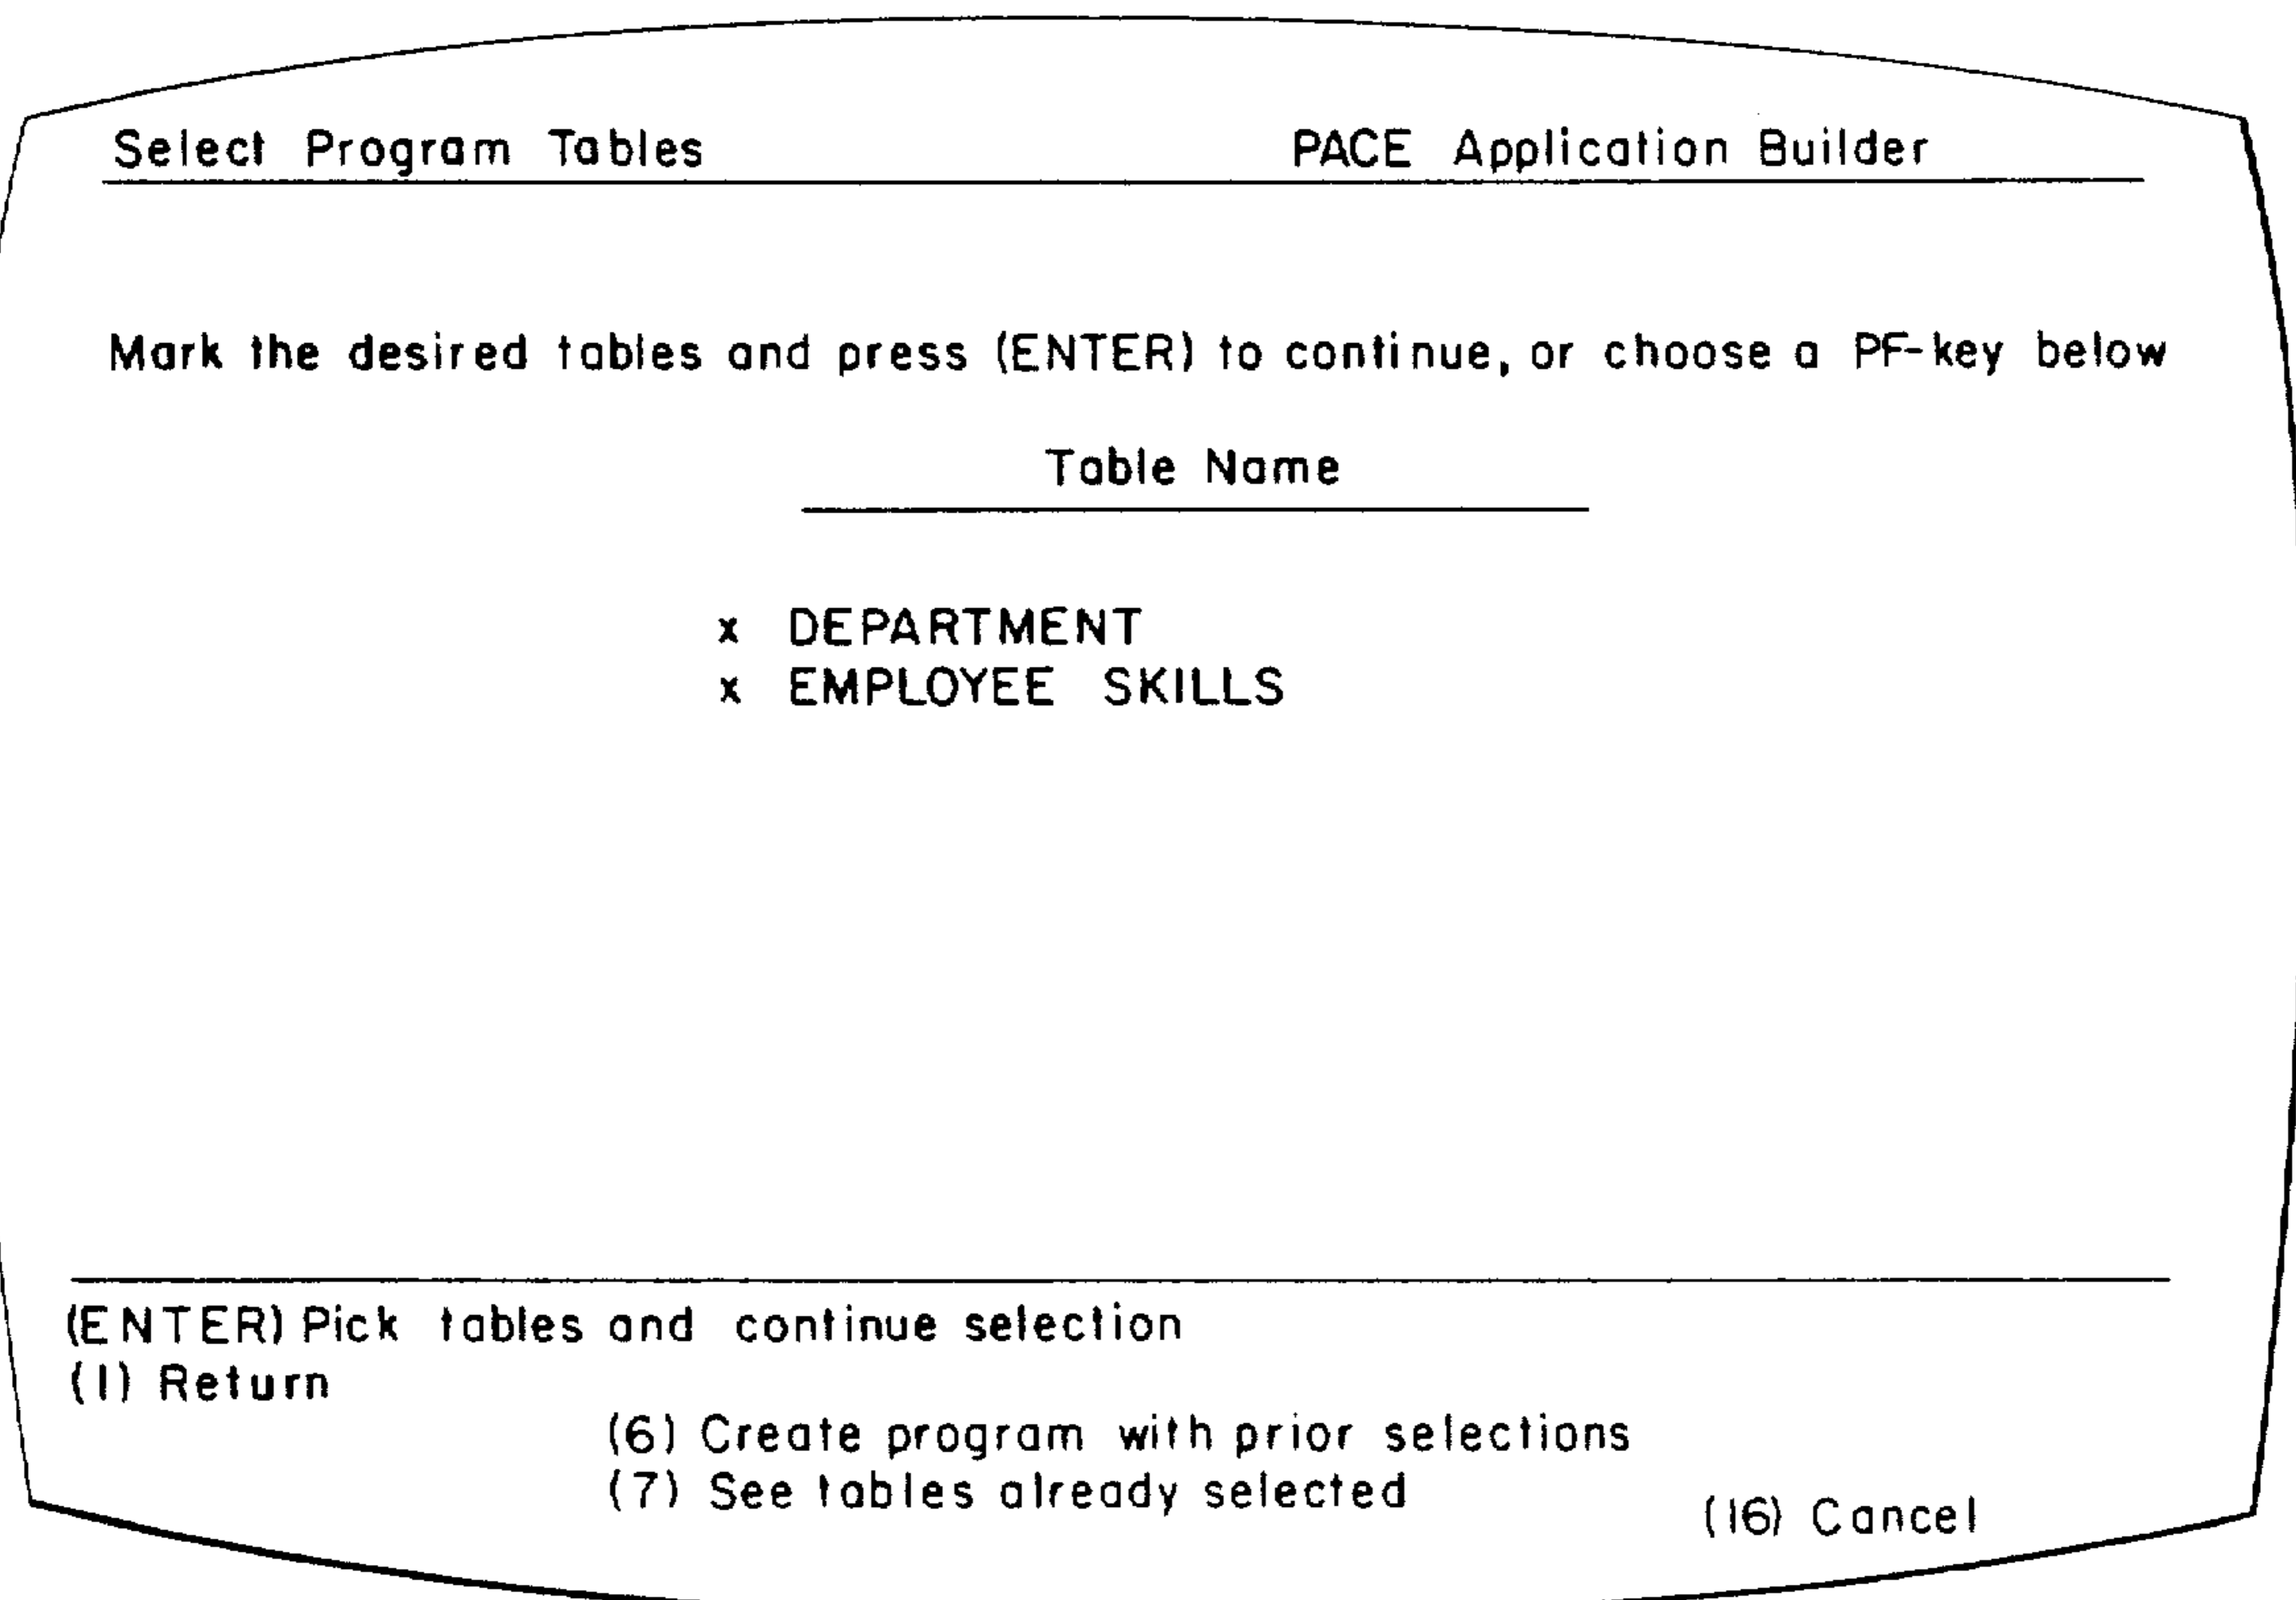 Select Program Tables PACE Application Builder
Mark the desired tables and press (ENTER) to continue, or choose a PF-key below
Table Name
x DEPARTMENT
x EMPLOYEE SKILLS
(ENTER) Pick tables and continue selection
(1) Return
(6) Create program with prior selections
(7) See tables already selected
(16) Cancel